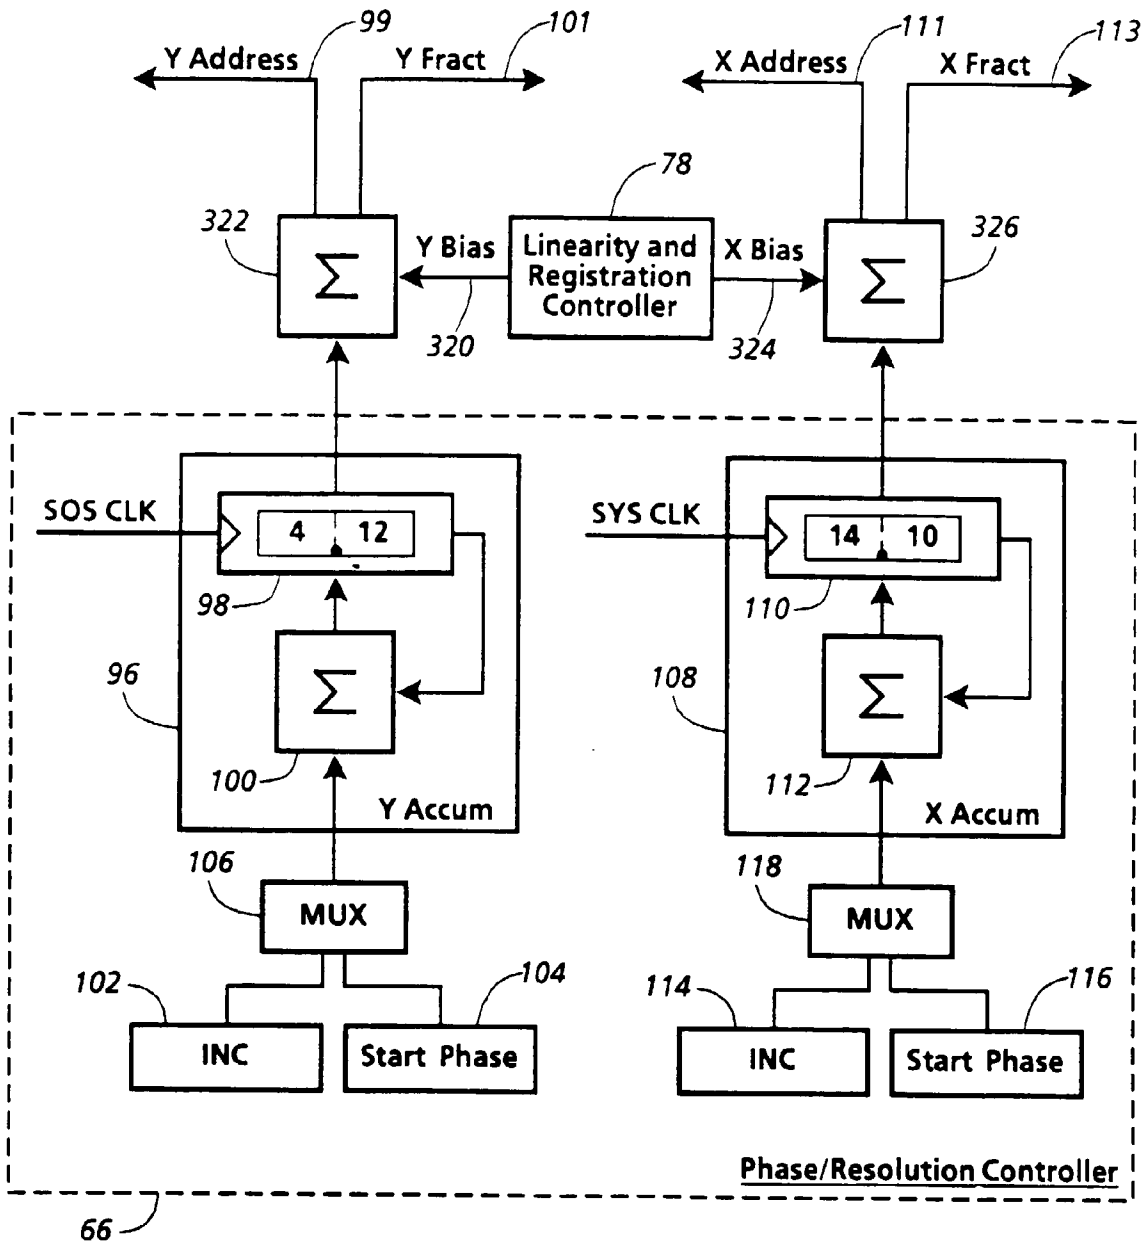 99
101
111
113
Y Address
Y Fract
X Address
X Fract
78
322
326
Y Bias
Linearity and
Registration
Controller
X Bias
320
324
SOS CLK
4
12
SYS CLK
14
10
98
110
96
108
100
112
Y Accum
X Accum
106
118
MUX
MUX
102
104
114
116
INC
Start Phase
INC
Start Phase
Phase/Resolution Controller
66